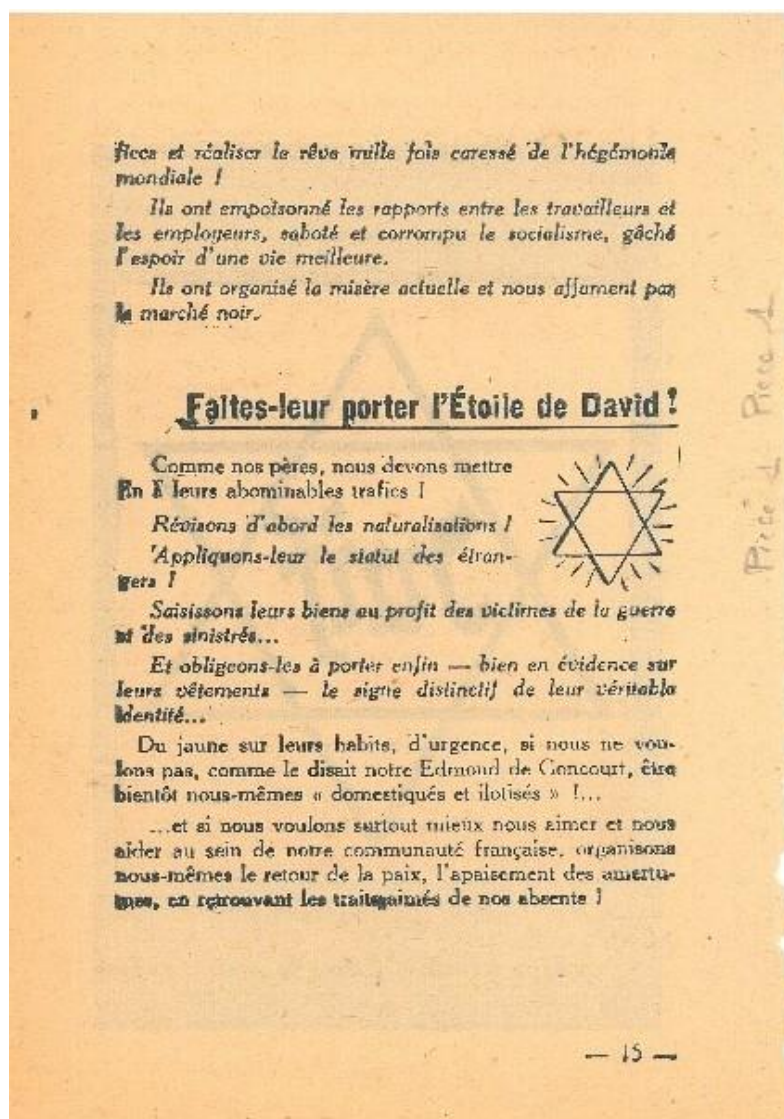 fices et réaliser le rêve mille fois caressé de l'hégémonie
mondiale !
Ils ont empoisonné les rapports entre les travailleurs et
les employeurs, saboté et corrompu le socialisme, gâché
l'espoir d'une vie meilleure.
Ils ont organisé la misère actuelle et nous affament par
le marché noir.
Faites-leur porter l'Étoile de David !
Comme nos pères, nous devons mettre
fin à leurs abominables trafics !
Révisons d'abord les naturalisations !
Appliquons-leur le statut des étran-
gers !
Saisissons leurs biens au profit des victimes de la guerre
et des sinistrés...
Et obligeons-les à porter enfin — bien en évidence sur
leurs vêtements — le signe distinctif de leur véritable
identité...
Du jaune sur leurs habits, d'urgence, si nous ne vou-
lons pas, comme le disait notre Edmond de Goncourt, être
bientôt nous-mêmes « domestiqués et ilotisés » !...
...et si nous voulons surtout mieux nous aimer et nous
aider au sein de notre communauté française, organisons
nous-mêmes le retour de la paix, l'apaisement des amertu-
mes, en retrouvant les traits aimés de nos absents !
— 15 —